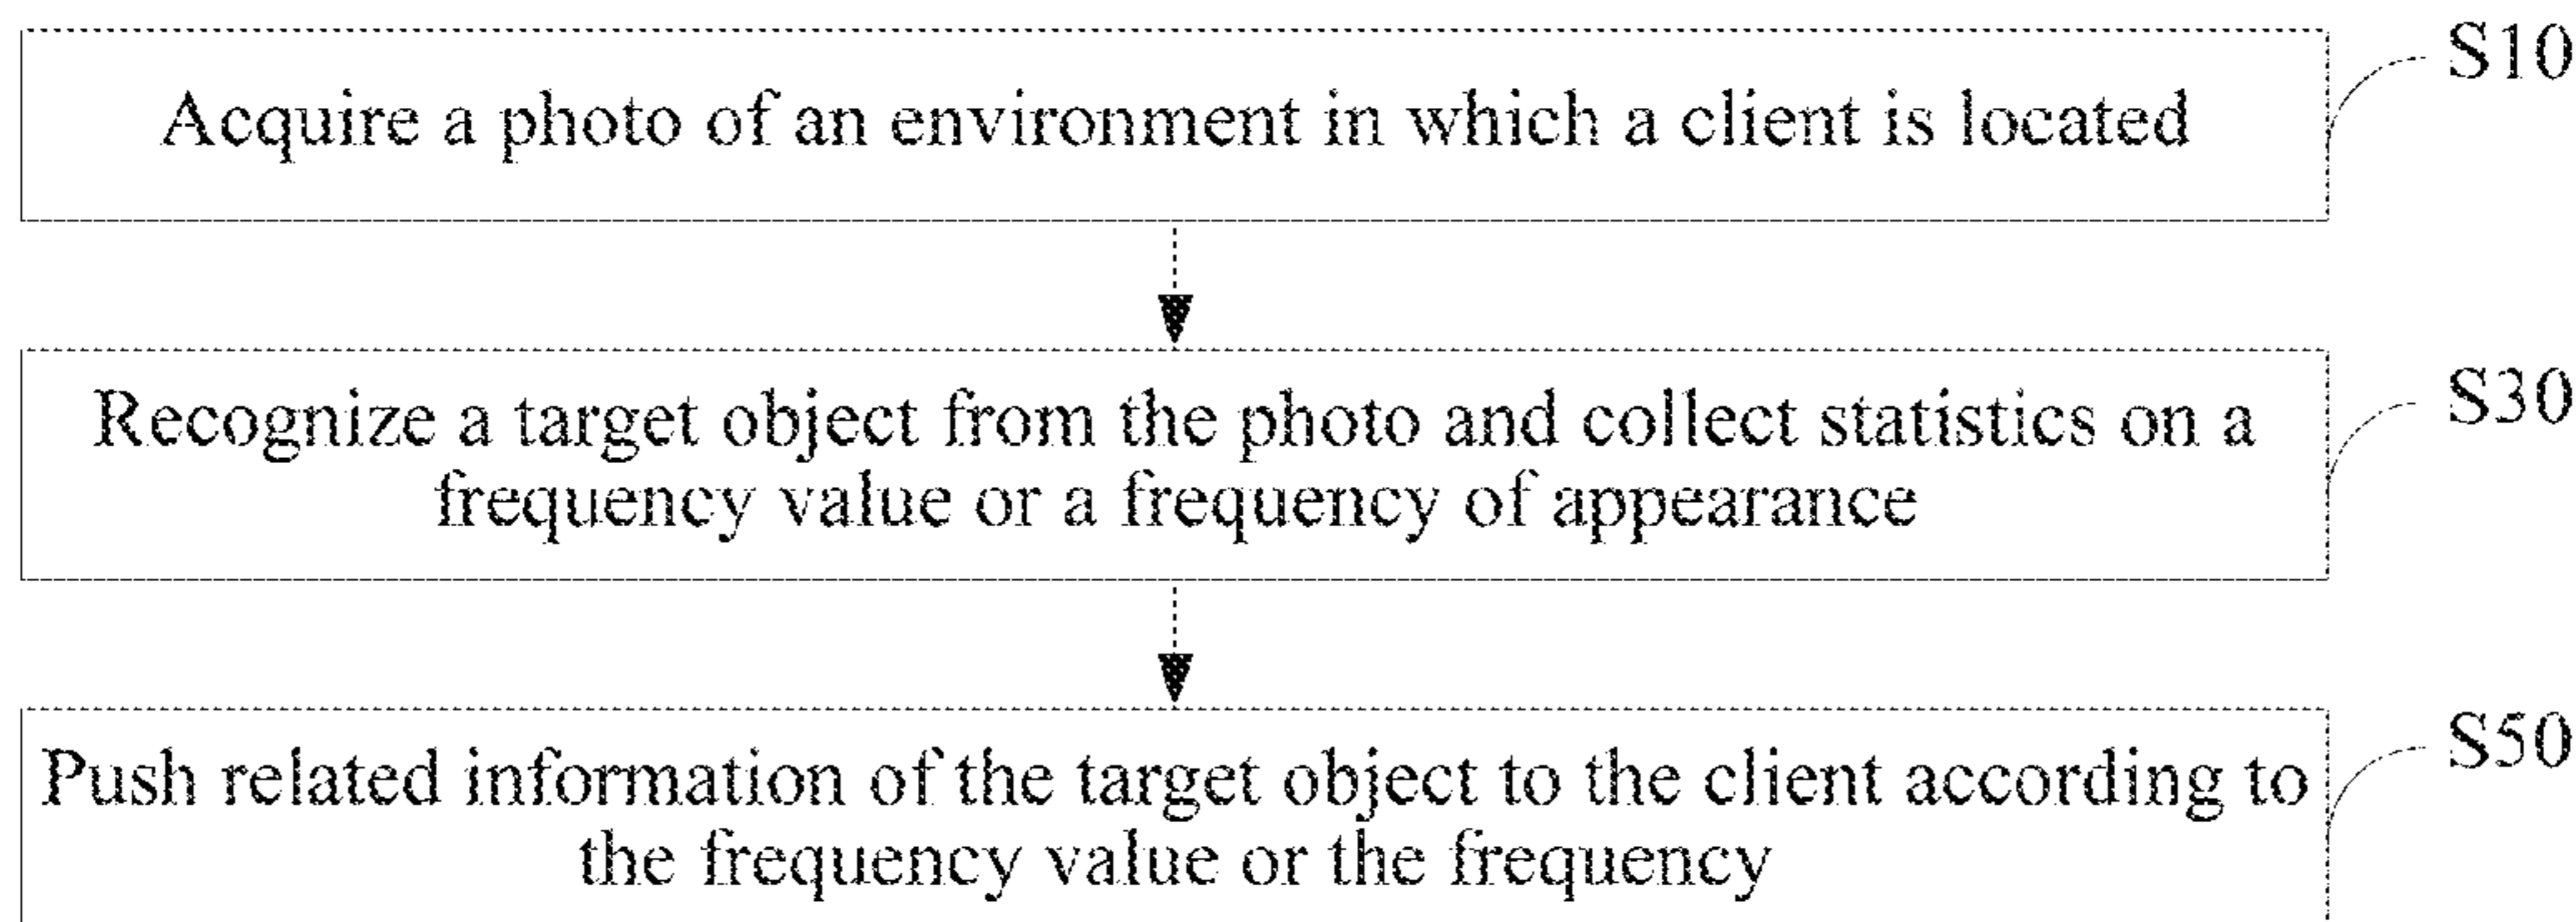 S10
Acquire a photo of an environment in which a client is located
S30
Recognize a target object from the photo and collect statistics on a
frequency value or a frequency of appearance
S50
Push related information of the target object to the client according to
the frequency value or the frequency